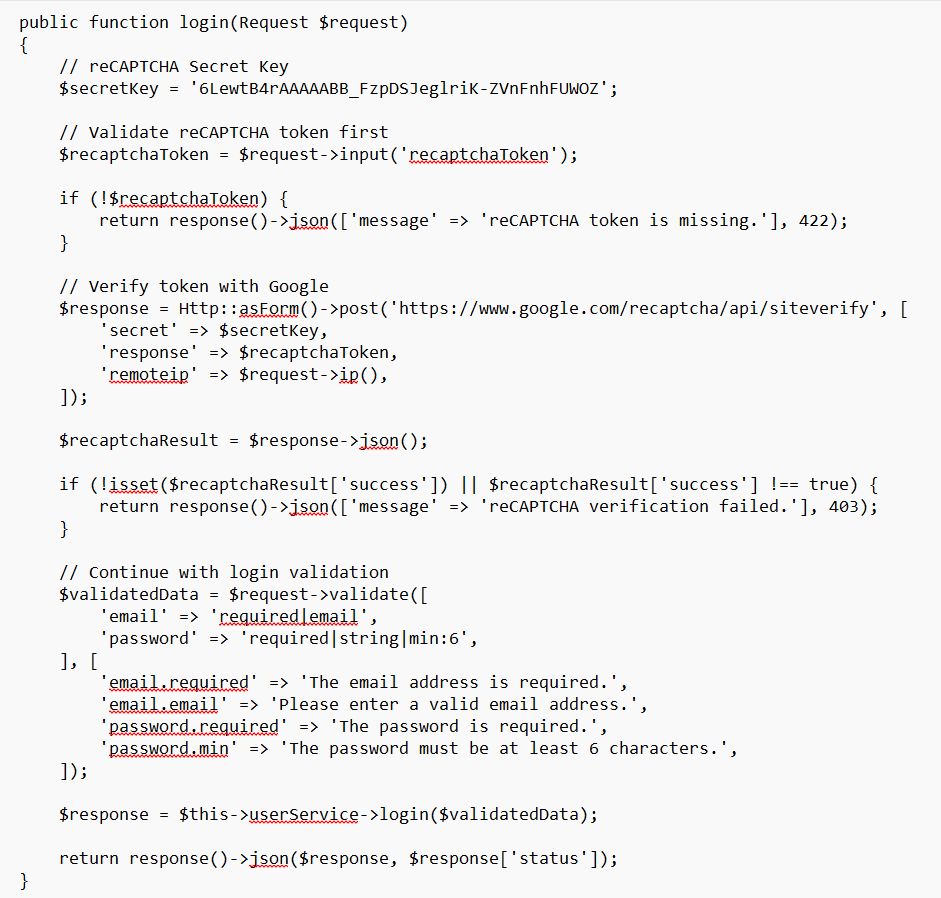 public function login(Request $request)
{
    // reCAPTCHA Secret Key
    $secretKey = '6LewtB4rAAAAABB_FzpDSJeglriK-ZVnFnhFUWOZ';

    // Validate reCAPTCHA token first
    $recaptchaToken = $request->input('recaptchaToken');

    if (!$recaptchaToken) {
        return response()->json(['message' => 'reCAPTCHA token is missing.'], 422);
    }

    // Verify token with Google
    $response = Http::asForm()->post('https://www.google.com/recaptcha/api/siteverify', [
        'secret' => $secretKey,
        'response' => $recaptchaToken,
        'remoteip' => $request->ip(),
    ]);

    $recaptchaResult = $response->json();

    if (!isset($recaptchaResult['success']) || $recaptchaResult['success'] !== true) {
        return response()->json(['message' => 'reCAPTCHA verification failed.'], 403);
    }

    // Continue with login validation
    $validatedData = $request->validate([
        'email' => 'required|email',
        'password' => 'required|string|min:6',
    ], [
        'email.required' => 'The email address is required.',
        'email.email' => 'Please enter a valid email address.',
        'password.required' => 'The password is required.',
        'password.min' => 'The password must be at least 6 characters.',
    ]);

    $response = $this->userService->login($validatedData);

    return response()->json($response, $response['status']);
}